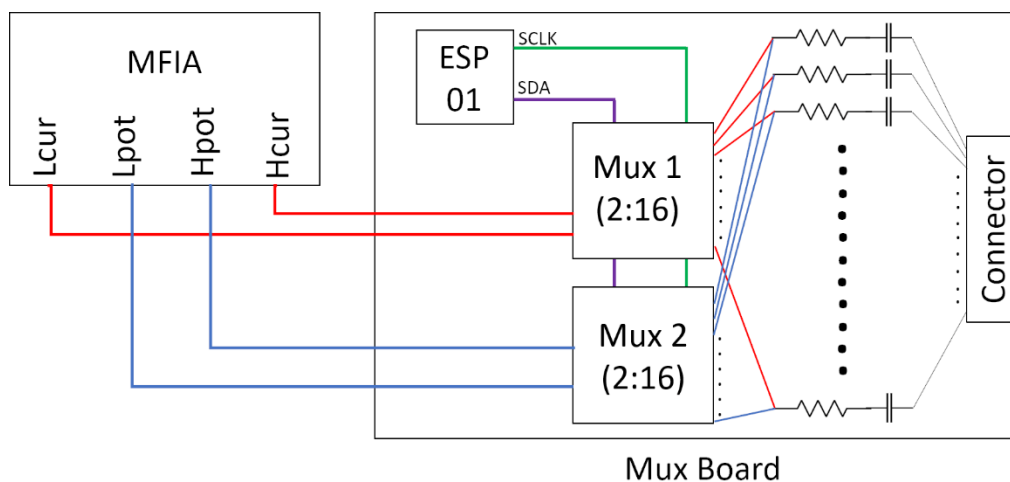 MFIA
Lcur
Lpot
Hpot
Hcur
ESP
01
SCLK
SDA
Mux 1
(2:16)
Mux 2
(2:16)
Connector
Mux Board